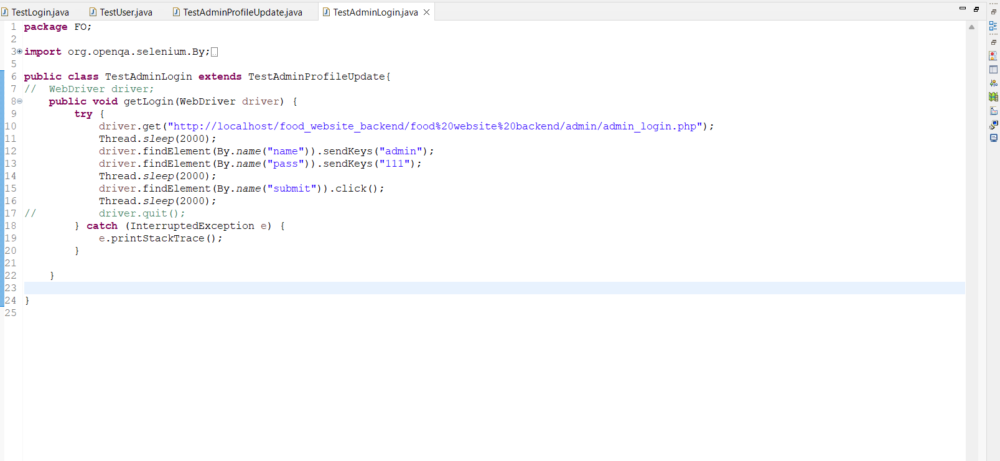 TestLogin.java TestUser.java TestAdminProfileUpdate.java TestAdminLogin.java
1 package FO;
2
3 import org.openqa.selenium.By;
5
6 public class TestAdminLogin extends TestAdminProfileUpdate{
7 //  WebDriver driver;
8     public void getLogin(WebDriver driver) {
9         try {
10             driver.get("http://localhost/food_website_backend/food%20website%20backend/admin/admin_login.php");
11             Thread.sleep(2000);
12             driver.findElement(By.name("name")).sendKeys("admin");
13             driver.findElement(By.name("pass")).sendKeys("111");
14             Thread.sleep(2000);
15             driver.findElement(By.name("submit")).click();
16             Thread.sleep(2000);
17 //          driver.quit();
18         } catch (InterruptedException e) {
19             e.printStackTrace();
20         }
21
22     }
23
24 }
25